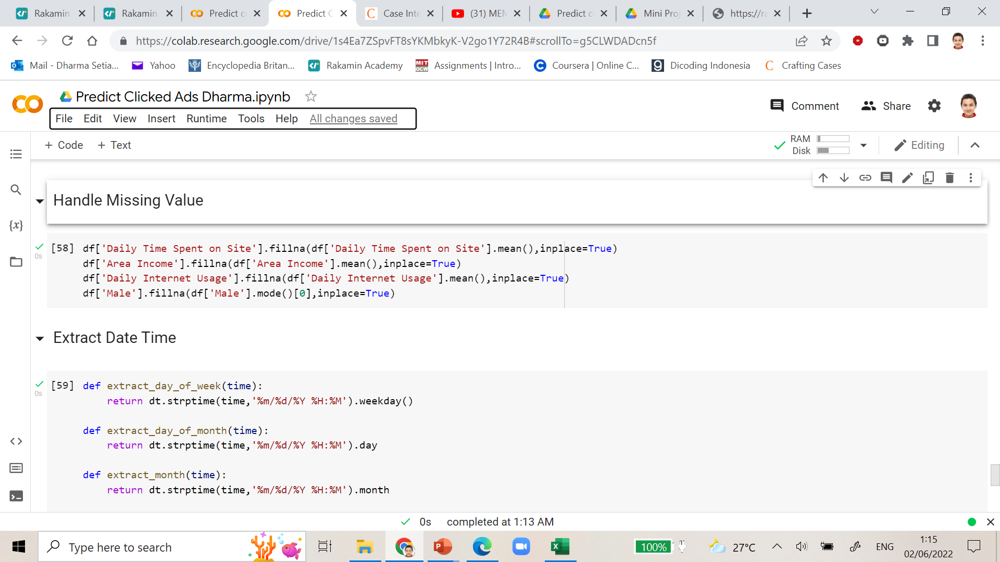 Rakamin
Rakamin
Predict c
Predict C
Case Inte
(31) MEM
Predict c
Mini Proj
https://ra
https://colab.research.google.com/drive/1s4Ea7ZSpvFT8sYKMbkyK-V2go1Y72R4B#scrollTo=g5CLWDADcn5f
Mail - Dharma Setia...
Yahoo
Encyclopedia Britan...
Rakamin Academy
MIT OCW
Assignments | Intro...
Coursera | Online C...
Dicoding Indonesia
Crafting Cases
Predict Clicked Ads Dharma.ipynb
Comment
Share
File Edit View Insert Runtime Tools Help All changes saved
+ Code + Text
RAM
Disk
Editing
Handle Missing Value
{x}
0s
[58] df['Daily Time Spent on Site'].fillna(df['Daily Time Spent on Site'].mean(),inplace=True)
df['Area Income'].fillna(df['Area Income'].mean(),inplace=True)
df['Daily Internet Usage'].fillna(df['Daily Internet Usage'].mean(),inplace=True)
df['Male'].fillna(df['Male'].mode()[0],inplace=True)
Extract Date Time
0s
[59] def extract_day_of_week(time):
    return dt.strptime(time,'%m/%d/%Y %H:%M').weekday()
def extract_day_of_month(time):
    return dt.strptime(time,'%m/%d/%Y %H:%M').day
def extract_month(time):
    return dt.strptime(time,'%m/%d/%Y %H:%M').month
0s completed at 1:13 AM
Type here to search
100%
27°C
ENG
1:15
02/06/2022